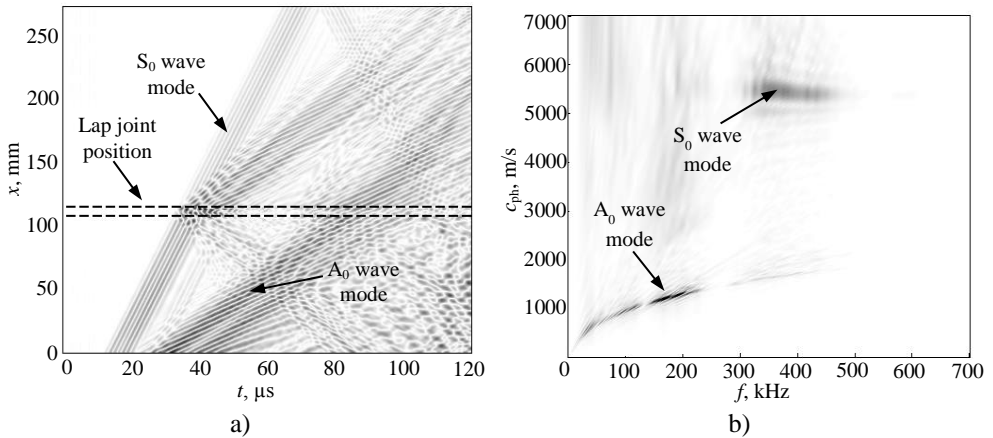 250
200
150
100
50
0
x, mm
S0 wave
mode
Lap joint
position
A0 wave
mode
0 20 40 60 80 100 120
t, µs
a)
7000
6000
5000
4000
3000
2000
1000
cph, m/s
S0 wave
mode
A0 wave
mode
0 100 200 300 400 500 600 700
f, kHz
b)